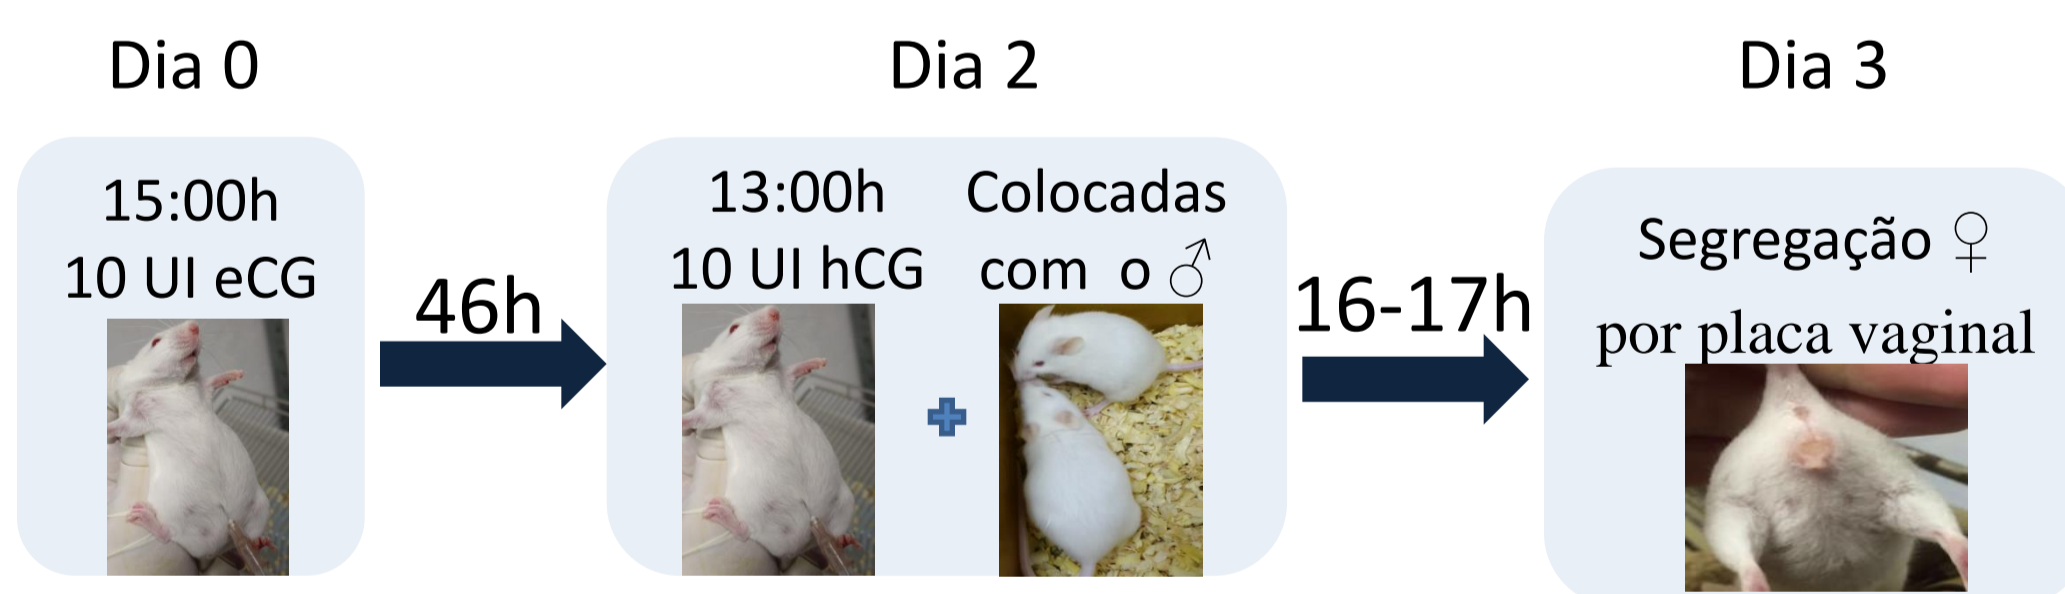 Dia 0
Dia 2
Dia 3
15:00h
10 UI eCG
46h
13:00h
10 UI hCG
Colocadas
com o ♂
16-17h
Segregação ♀
por placa vaginal